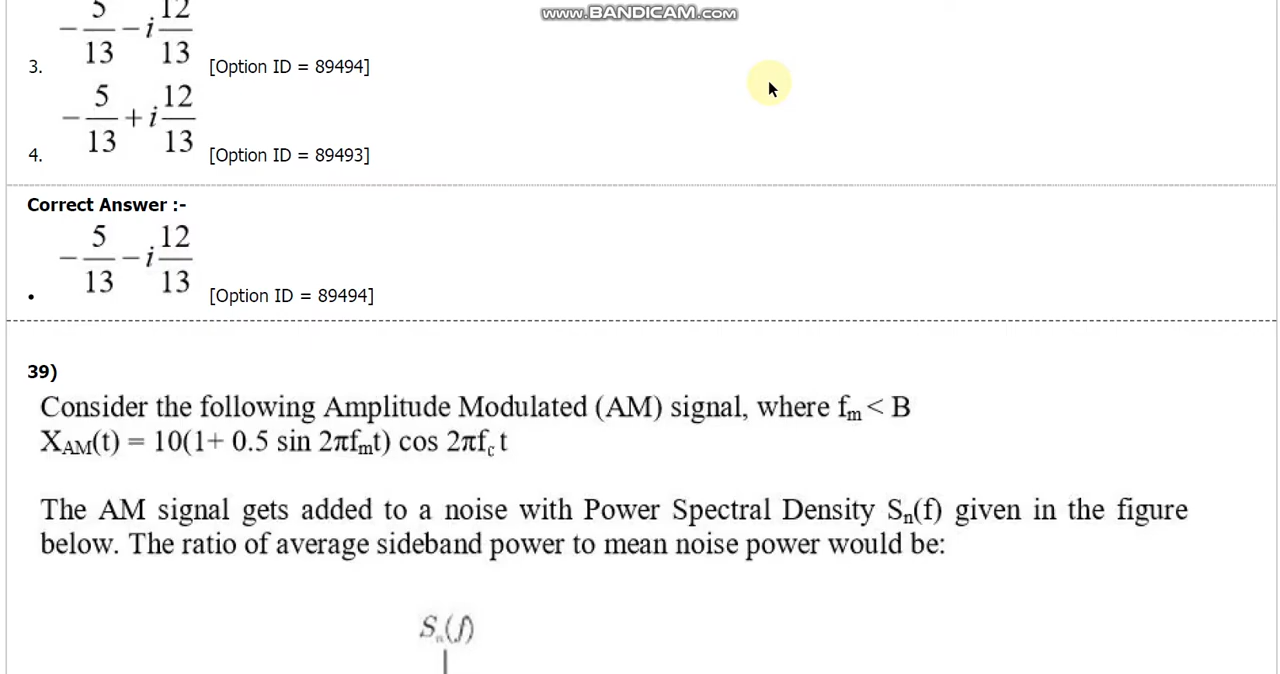 www.BANDICAM.com
3. -5/13 - i 12/13 [Option ID = 89494]
4. -5/13 + i 12/13 [Option ID = 89493]
Correct Answer :-
• -5/13 - i 12/13 [Option ID = 89494]
39)
Consider the following Amplitude Modulated (AM) signal, where fₘ < B
X_AM(t) = 10(1+ 0.5 sin 2πfₘt) cos 2πf_c t
The AM signal gets added to a noise with Power Spectral Density Sₙ(f) given in the figure
below. The ratio of average sideband power to mean noise power would be:
Sₙ(f)